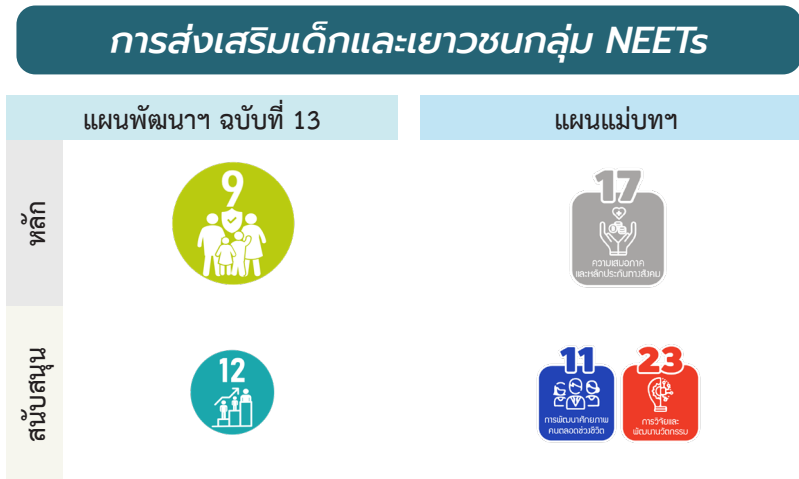 การส่งเสริมเด็กและเยาวชนกลุ่ม NEETs
แผนพัฒนาฯ ฉบับที่ 13
แผนแม่บทฯ
หลัก
9
17
ความเสมอภาค
และหลักประกันทางสังคม
สนับสนุน
12
11
การพัฒนาศักยภาพ
คนตลอดช่วงชีวิต
23
การวิจัยและ
พัฒนานวัตกรรม